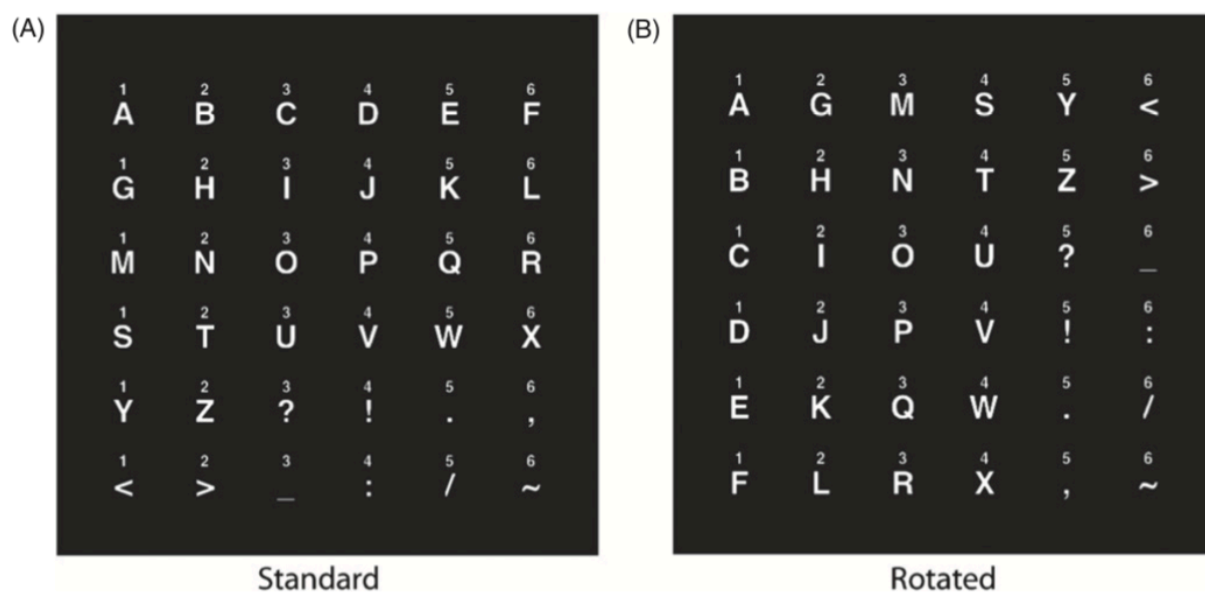 (A)
1 2 3 4 5 6
A B C D E F
1 2 3 4 5 6
G H I J K L
1 2 3 4 5 6
M N O P Q R
1 2 3 4 5 6
S T U V W X
1 2 3 4 5 6
Y Z ? ! . ,
1 2 3 4 5 6
< > _ : / ~
Standard
(B)
1 2 3 4 5 6
A G M S Y <
1 2 3 4 5 6
B H N T Z >
1 2 3 4 5 6
C I O U ? _
1 2 3 4 5 6
D J P V ! :
1 2 3 4 5 6
E K Q W . /
1 2 3 4 5 6
F L R X , ~
Rotated